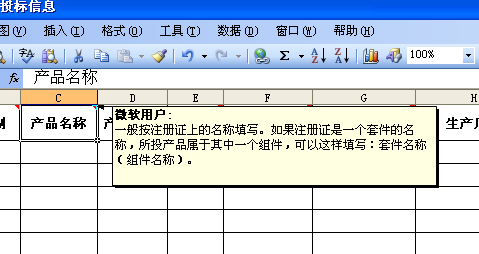 投标信息
图(V) 插入(I) 格式(O) 工具(T) 数据(D) 窗口(W) 帮助(H)
100%
fx 产品名称
C D E F G H
产品名称
微软用户:
一般按注册证上的名称填写。如果注册证是一个套件的名
称，所投产品属于其中一个组件，可以这样填写：套件名称
（组件名称）。
生产